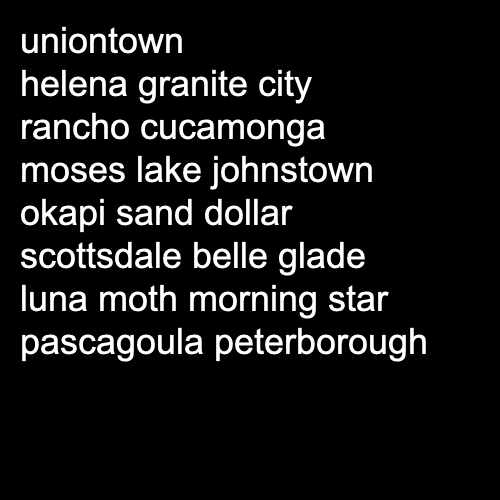 uniontown
helena granite city
rancho cucamonga
moses lake johnstown
okapi sand dollar
scottsdale belle glade
luna moth morning star
pascagoula peterborough